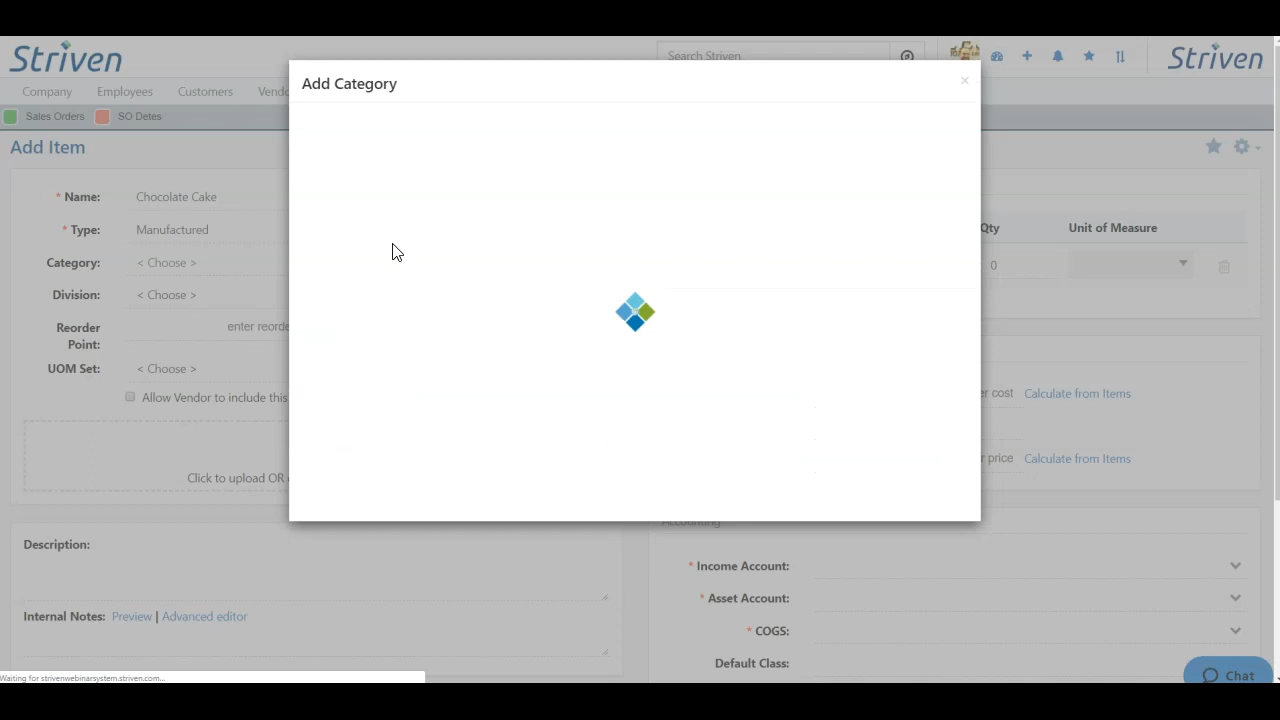 Striven
Search Striven
Striven
Company Employees Customers
Sales Orders SO Detes
Add Category
×
Add Item
* Name: Chocolate Cake
* Type: Manufactured
Category: < Choose >
Division: < Choose >
Reorder Point: enter reorde
UOM Set: < Choose >
Allow Vendor to include this
Click to upload OR
Qty Unit of Measure
0
cost Calculate from Items
price Calculate from Items
Description:
Internal Notes: Preview | Advanced editor
Accounting
* Income Account:
* Asset Account:
* COGS:
Default Class:
Chat
Waiting for strivenwebinarsystem.striven.com...